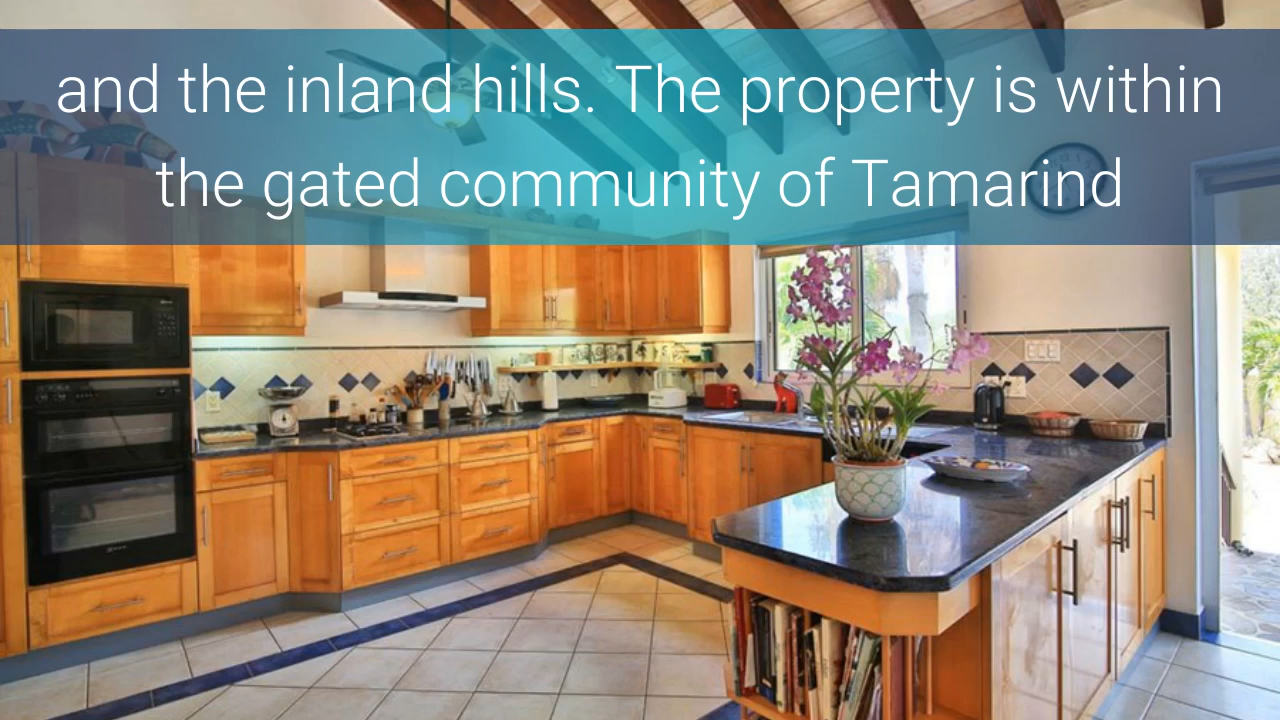 and the inland hills. The property is within
the gated community of Tamarind